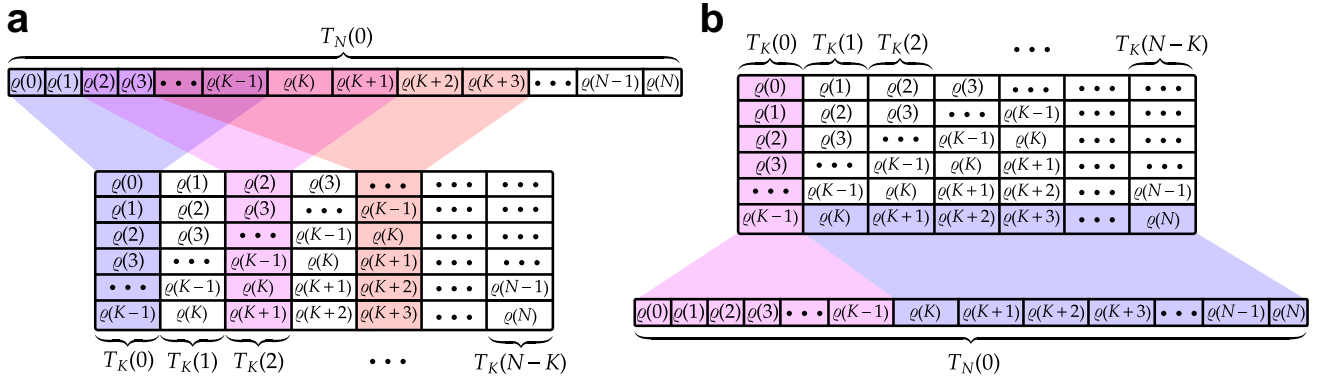 a
T_N(0)
ϱ(0) ϱ(1) ϱ(2) ϱ(3) • • • ϱ(K−1) ϱ(K) ϱ(K+1) ϱ(K+2) ϱ(K+3) • • • ϱ(N−1) ϱ(N)
ϱ(0) ϱ(1) ϱ(2) ϱ(3) • • • • • • • • •
ϱ(1) ϱ(2) ϱ(3) • • • ϱ(K−1) • • • • • •
ϱ(2) ϱ(3) • • • ϱ(K−1) ϱ(K) • • • • • •
ϱ(3) • • • ϱ(K−1) ϱ(K) ϱ(K+1) • • • • • •
• • • ϱ(K−1) ϱ(K) ϱ(K+1) ϱ(K+2) • • • ϱ(N−1)
ϱ(K−1) ϱ(K) ϱ(K+1) ϱ(K+2) ϱ(K+3) • • • ϱ(N)
T_K(0) T_K(1) T_K(2) • • • T_K(N−K)
b
T_K(0) T_K(1) T_K(2) • • • T_K(N−K)
ϱ(0) ϱ(1) ϱ(2) ϱ(3) • • • • • • • • •
ϱ(1) ϱ(2) ϱ(3) • • • ϱ(K−1) • • • • • •
ϱ(2) ϱ(3) • • • ϱ(K−1) ϱ(K) • • • • • •
ϱ(3) • • • ϱ(K−1) ϱ(K) ϱ(K+1) • • • • • •
• • • ϱ(K−1) ϱ(K) ϱ(K+1) ϱ(K+2) • • • ϱ(N−1)
ϱ(K−1) ϱ(K) ϱ(K+1) ϱ(K+2) ϱ(K+3) • • • ϱ(N)
ϱ(0) ϱ(1) ϱ(2) ϱ(3) • • • ϱ(K−1) ϱ(K) ϱ(K+1) ϱ(K+2) ϱ(K+3) • • • ϱ(N−1) ϱ(N)
T_N(0)